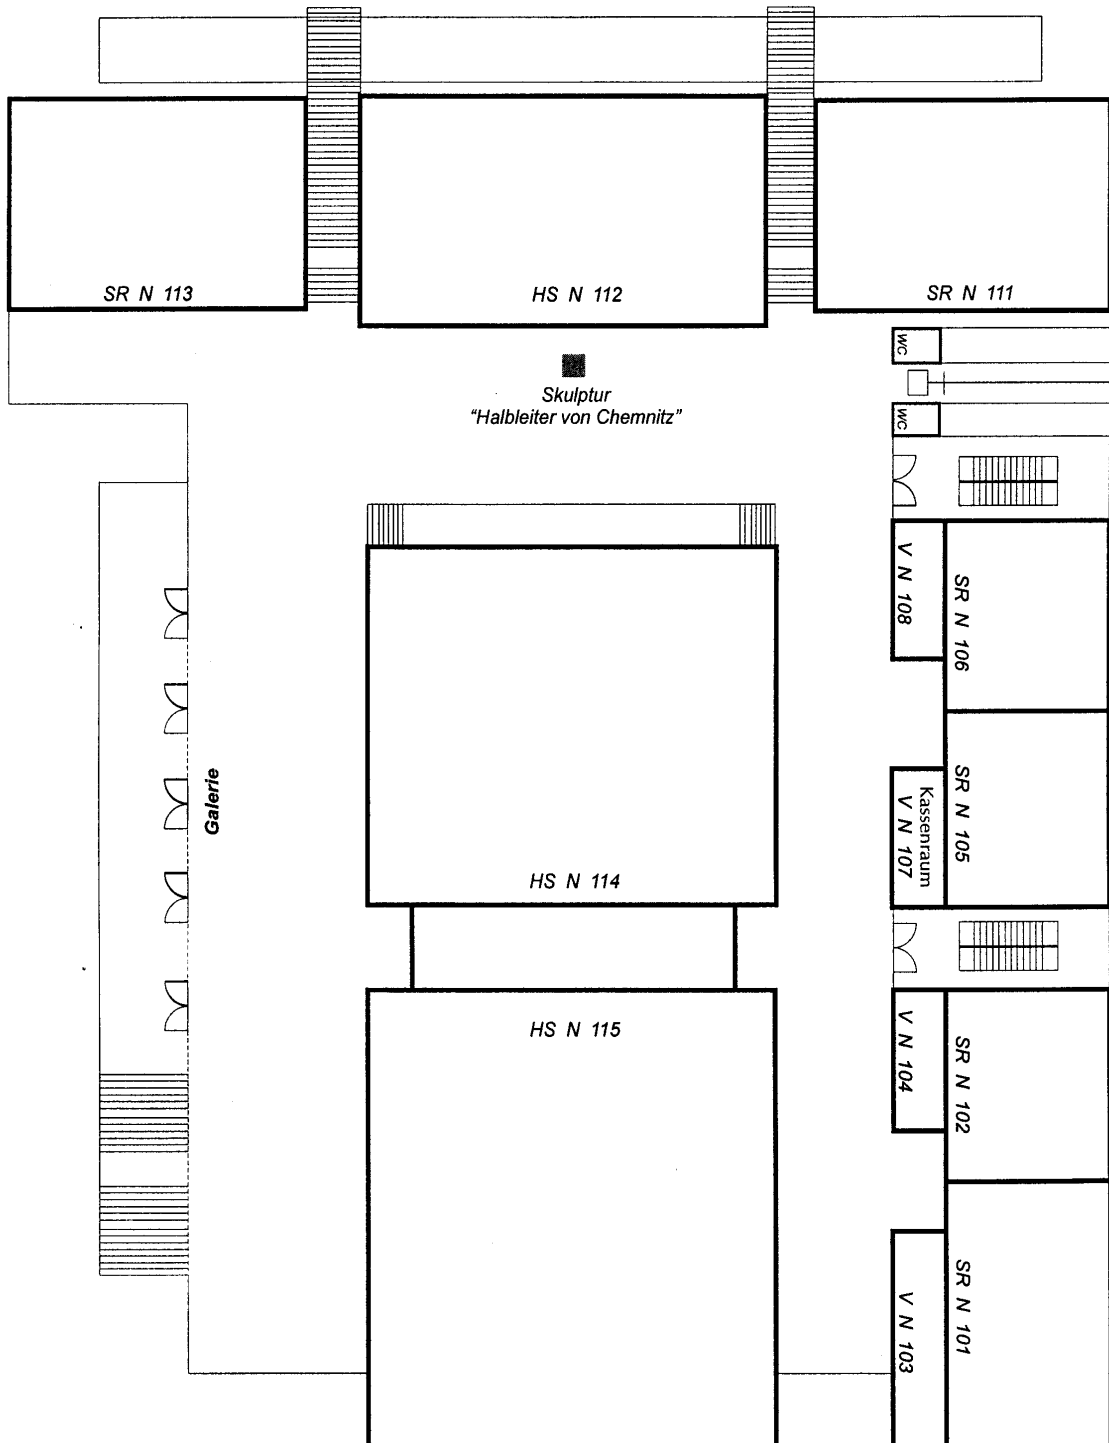 SR N 113
HS N 112
SR N 111
WC
Skulptur
“Halbleiter von Chemnitz”
WC
V N 108
SR N 106
Galerie
Kassenraum
V N 107
SR N 105
HS N 114
HS N 115
V N 104
SR N 102
V N 103
SR N 101